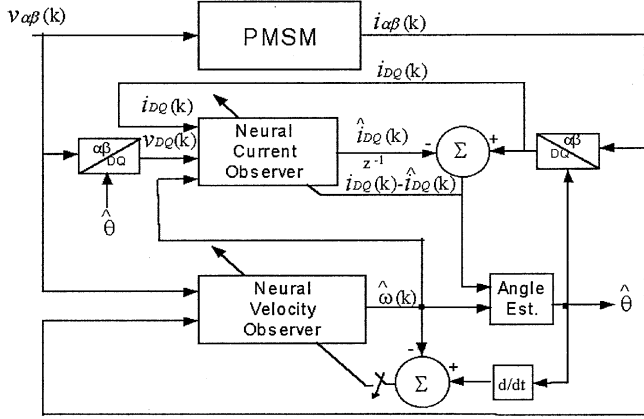 vαβ(k)
PMSM
iαβ(k)
iDQ(k)
iDQ(k)
αβ
DQ
vDQ(k)
Neural
Current
Observer
îDQ(k)
z⁻¹
-
Σ
+
αβ
DQ
iDQ(k)-îDQ(k)
θ̂
Neural
Velocity
Observer
ω̂(k)
Angle
Est.
θ̂
-
Σ
+
d/dt